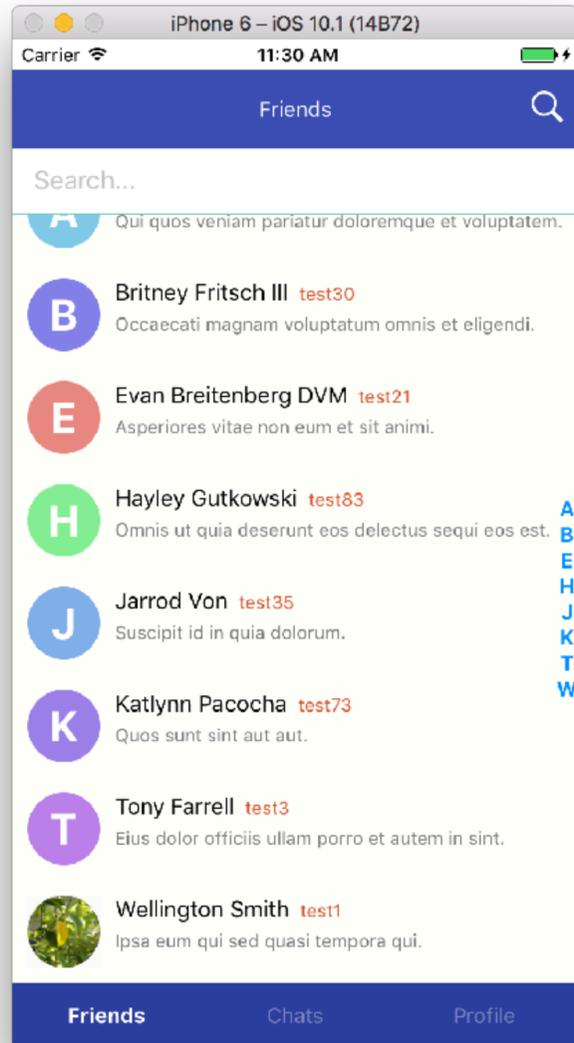 iPhone 6 – iOS 10.1 (14B72)
Carrier 11:30 AM
Friends
Search...
A
Qui quos veniam pariatur doloremque et voluptatem.
B
Britney Fritsch III test30
Occaecati magnam voluptatum omnis et eligendi.
E
Evan Breitenberg DVM test21
Asperiores vitae non eum et sit animi.
H
Hayley Gutkowski test83
Omnis ut quia deserunt eos delectus sequi eos est.
J
Jarrod Von test35
Suscipit id in quia dolorum.
K
Katlynn Pacocha test73
Quos sunt sint aut aut.
T
Tony Farrell test3
Eius dolor officiis ullam porro et autem in sint.
Wellington Smith test1
Ipsa eum qui sed quasi tempora qui.
A
B
E
H
J
K
T
W
Friends Chats Profile